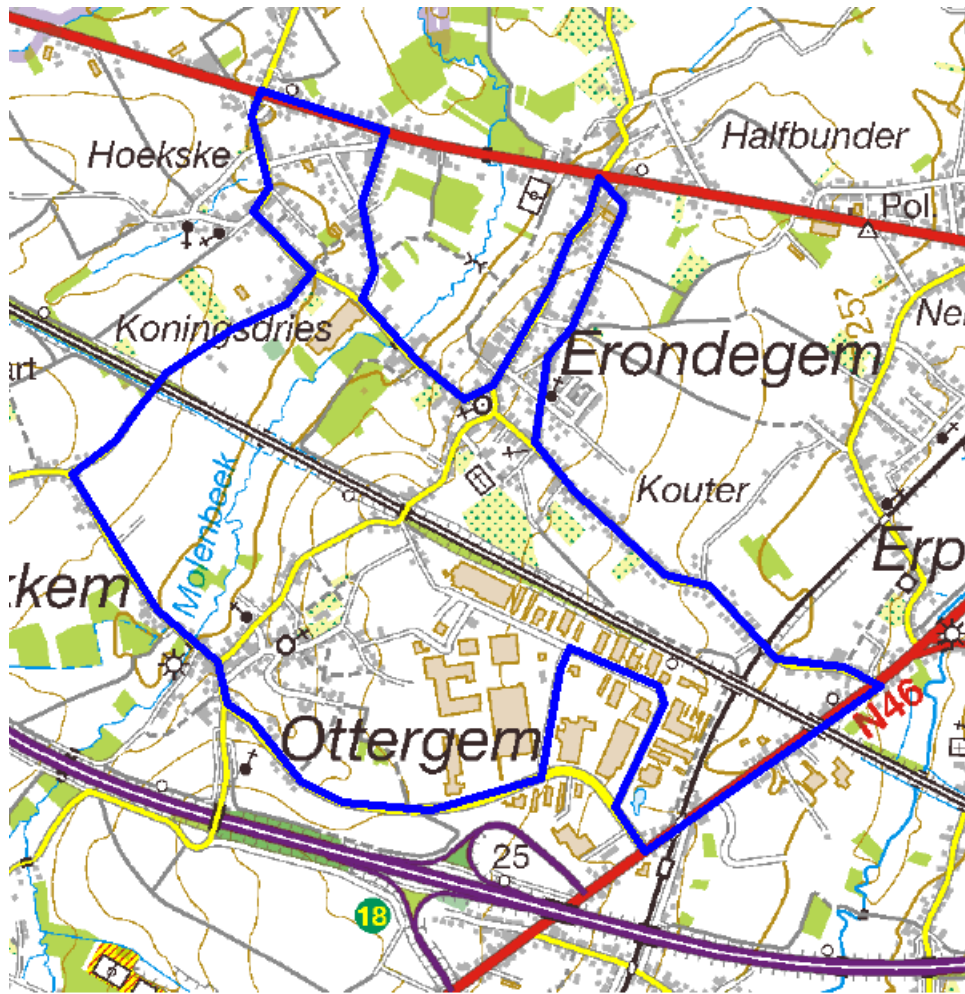 Halfbunder
Hoekske
Pol.
Koningsdries
Ne
25
art
Erondegem
Kouter
Molenbeek
Erp
kem
N46
Ottergem
25
18